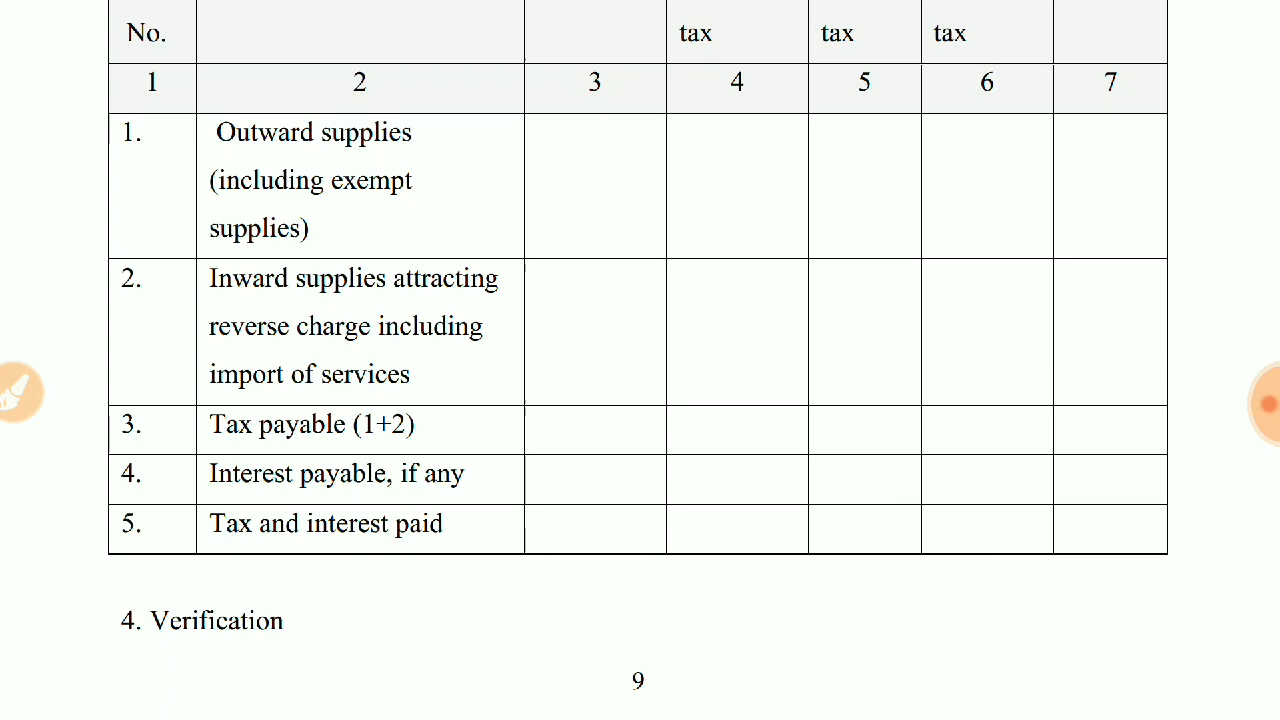 No. tax tax tax
1 2 3 4 5 6 7
1. Outward supplies
(including exempt
supplies)
2. Inward supplies attracting
reverse charge including
import of services
3. Tax payable (1+2)
4. Interest payable, if any
5. Tax and interest paid
4. Verification
9